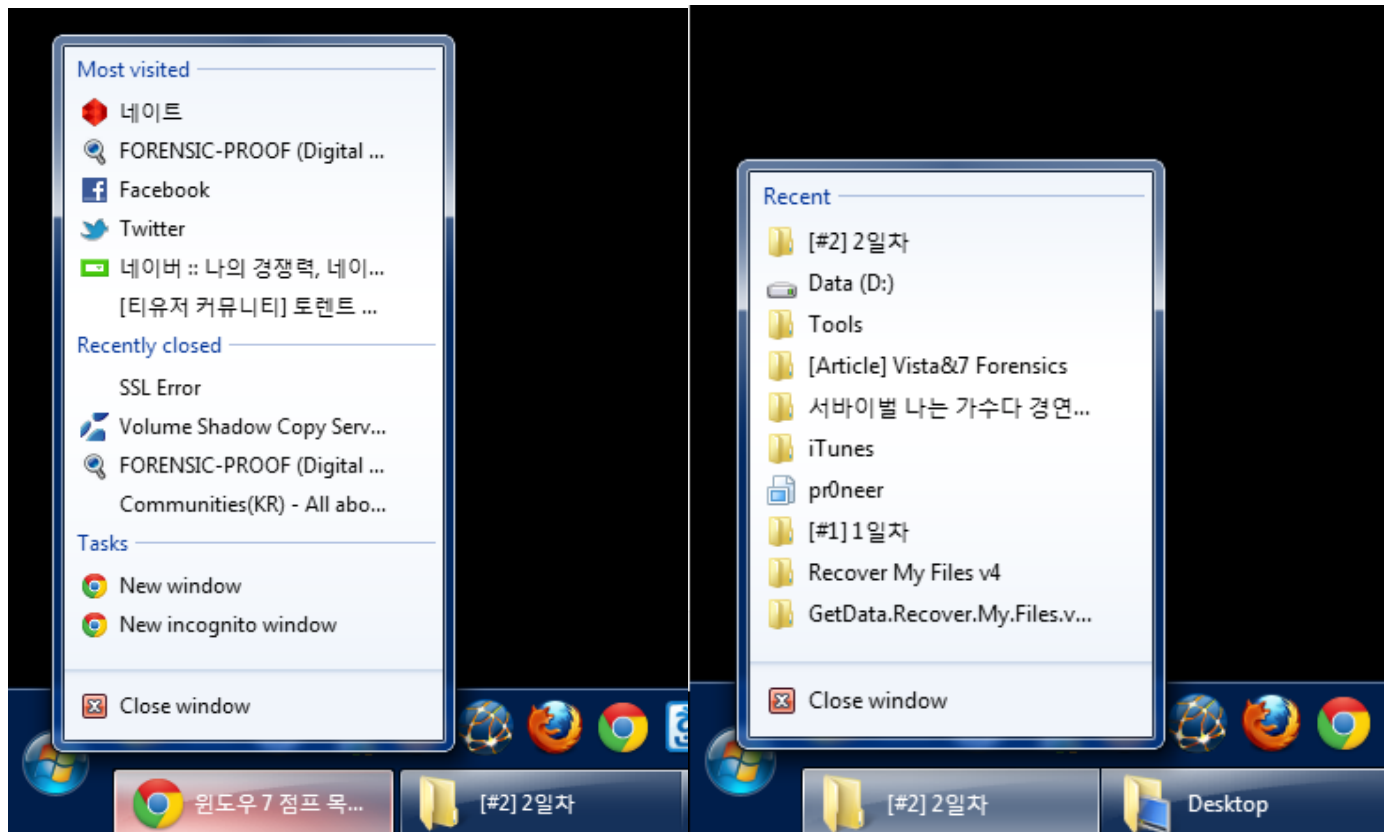 Most visited
네이트
FORENSIC-PROOF (Digital ...
Facebook
Twitter
네이버 :: 나의 경쟁력, 네이...
[티유저 커뮤니티] 토렌트 ...
Recently closed
SSL Error
Volume Shadow Copy Serv...
FORENSIC-PROOF (Digital ...
Communities(KR) - All abo...
Tasks
New window
New incognito window
Close window
윈도우 7 점프 목...
[#2] 2일차
Recent
[#2] 2일차
Data (D:)
Tools
[Article] Vista&7 Forensics
서바이벌 나는 가수다 경연...
iTunes
pr0neer
[#1] 1일차
Recover My Files v4
GetData.Recover.My.Files.v...
Close window
[#2] 2일차
Desktop